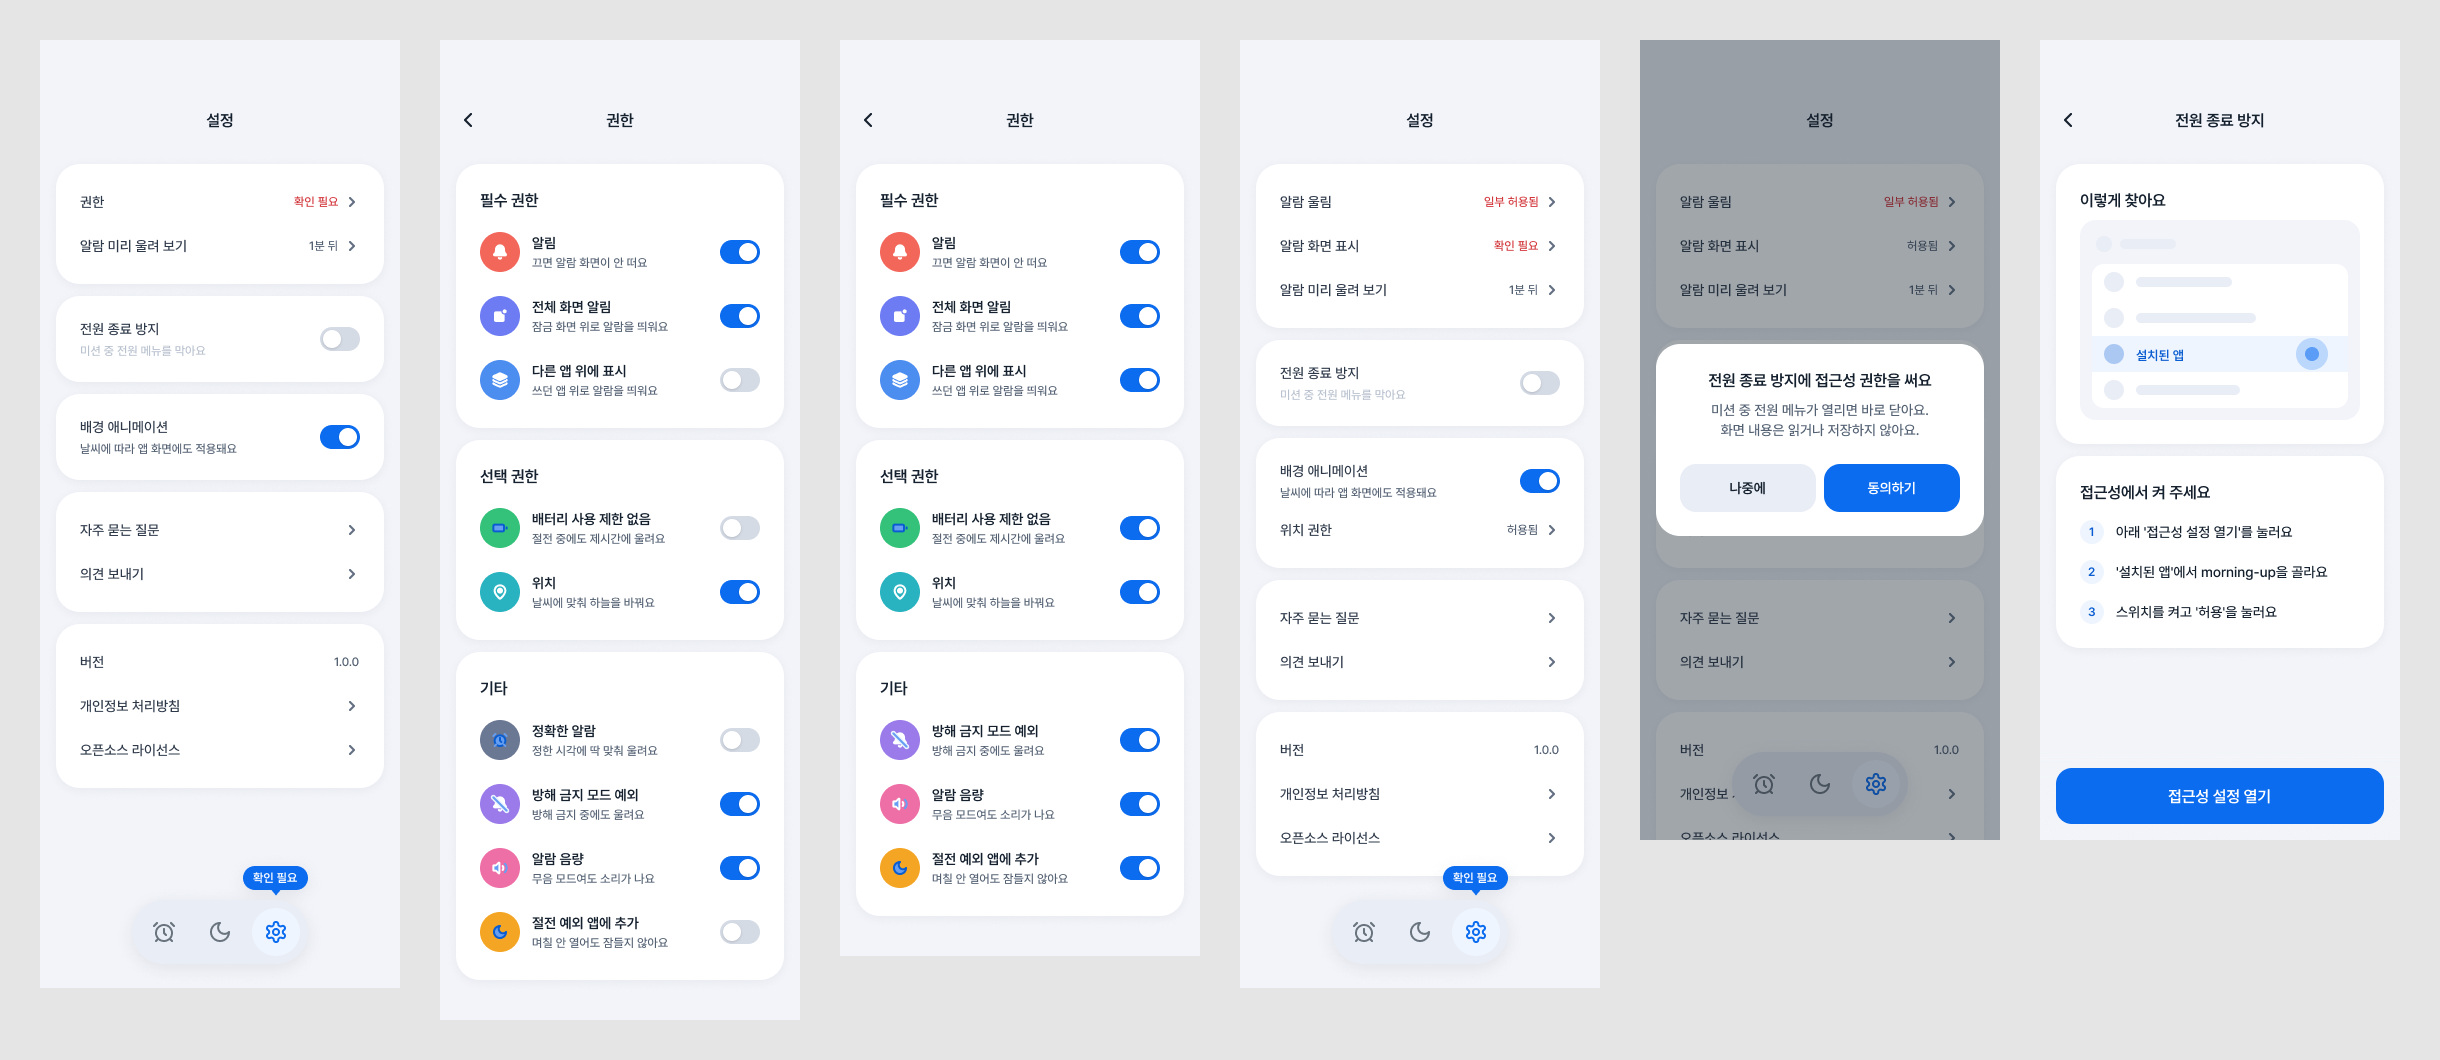 설정
권한 확인 필요
알람 미리 울려 보기 1분 뒤
전원 종료 방지
미션 중 전원 메뉴를 막아요
배경 애니메이션
날씨에 따라 앱 화면에도 적용돼요
자주 묻는 질문
의견 보내기
버전 1.0.0
개인정보 처리방침
오픈소스 라이선스
확인 필요
권한
필수 권한
알림
끄면 알람 화면이 안 떠요
전체 화면 알림
잠금 화면 위로 알람을 띄워요
다른 앱 위에 표시
쓰던 앱 위로 알람을 띄워요
선택 권한
배터리 사용 제한 없음
절전 중에도 제시간에 울려요
위치
날씨에 맞춰 하늘을 바꿔요
기타
정확한 알람
정한 시각에 딱 맞춰 울려요
방해 금지 모드 예외
방해 금지 중에도 울려요
알람 음량
무음 모드여도 소리가 나요
절전 예외 앱에 추가
며칠 안 열어도 잠들지 않아요
권한
필수 권한
알림
끄면 알람 화면이 안 떠요
전체 화면 알림
잠금 화면 위로 알람을 띄워요
다른 앱 위에 표시
쓰던 앱 위로 알람을 띄워요
선택 권한
배터리 사용 제한 없음
절전 중에도 제시간에 울려요
위치
날씨에 맞춰 하늘을 바꿔요
기타
방해 금지 모드 예외
방해 금지 중에도 울려요
알람 음량
무음 모드여도 소리가 나요
절전 예외 앱에 추가
며칠 안 열어도 잠들지 않아요
설정
알람 울림 일부 허용됨
알람 화면 표시 확인 필요
알람 미리 울려 보기 1분 뒤
전원 종료 방지
미션 중 전원 메뉴를 막아요
배경 애니메이션
날씨에 따라 앱 화면에도 적용돼요
위치 권한 허용됨
자주 묻는 질문
의견 보내기
버전 1.0.0
개인정보 처리방침
오픈소스 라이선스
확인 필요
설정
알람 울림 일부 허용됨
알람 화면 표시 허용됨
알람 미리 울려 보기 1분 뒤
전원 종료 방지에 접근성 권한을 써요
미션 중 전원 메뉴가 열리면 바로 닫아요.
화면 내용은 읽거나 저장하지 않아요.
나중에 동의하기
자주 묻는 질문
의견 보내기
버전 1.0.0
개인정보
오픈소스 라이선스
전원 종료 방지
이렇게 찾아요
설치된 앱
접근성에서 켜 주세요
1 아래 '접근성 설정 열기'를 눌러요
2 '설치된 앱'에서 morning-up을 골라요
3 스위치를 켜고 '허용'을 눌러요
접근성 설정 열기